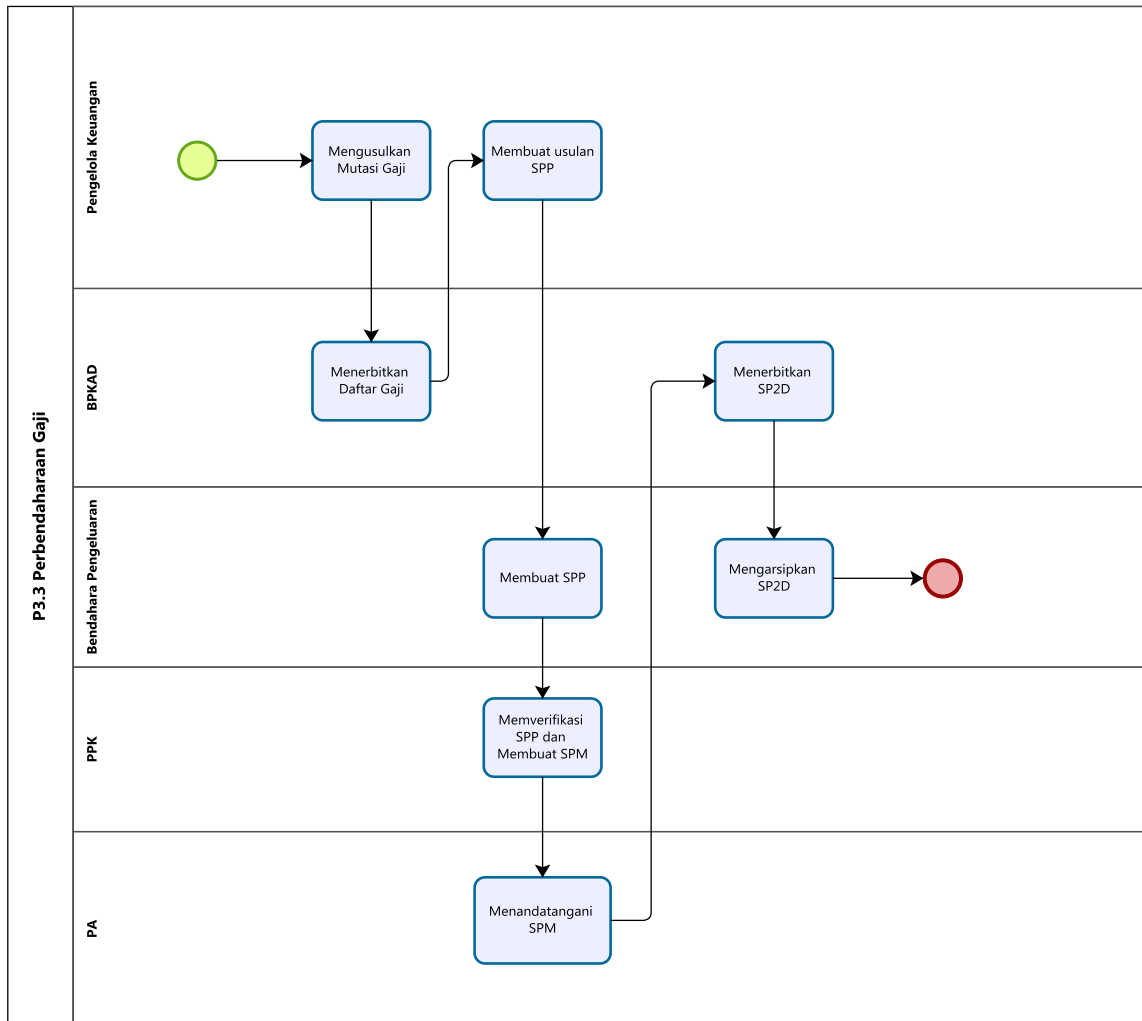 P3.3 Perbendaharaan Gaji
Pengelola Keuangan
Mengusulkan
Mutasi Gaji
Membuat usulan
SPP
BPKAD
Menerbitkan
Daftar Gaji
Menerbitkan
SP2D
Bendahara Pengeluaran
Membuat SPP
Mengarsipkan
SP2D
PPK
Memverifikasi
SPP dan
Membuat SPM
PA
Menandatangani
SPM